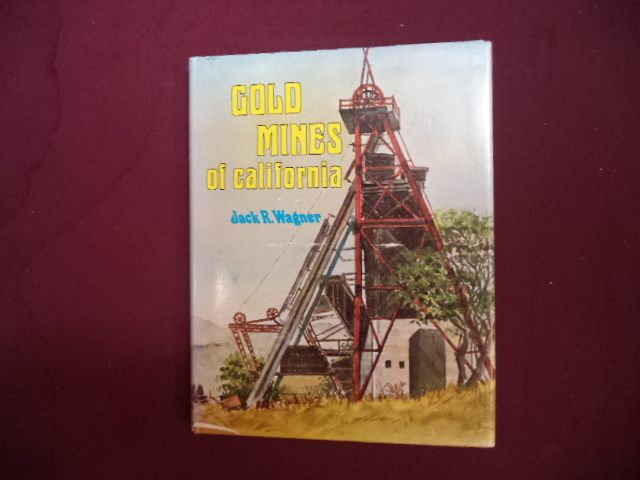 GOLD
MINES
of california
Jack R. Wagner